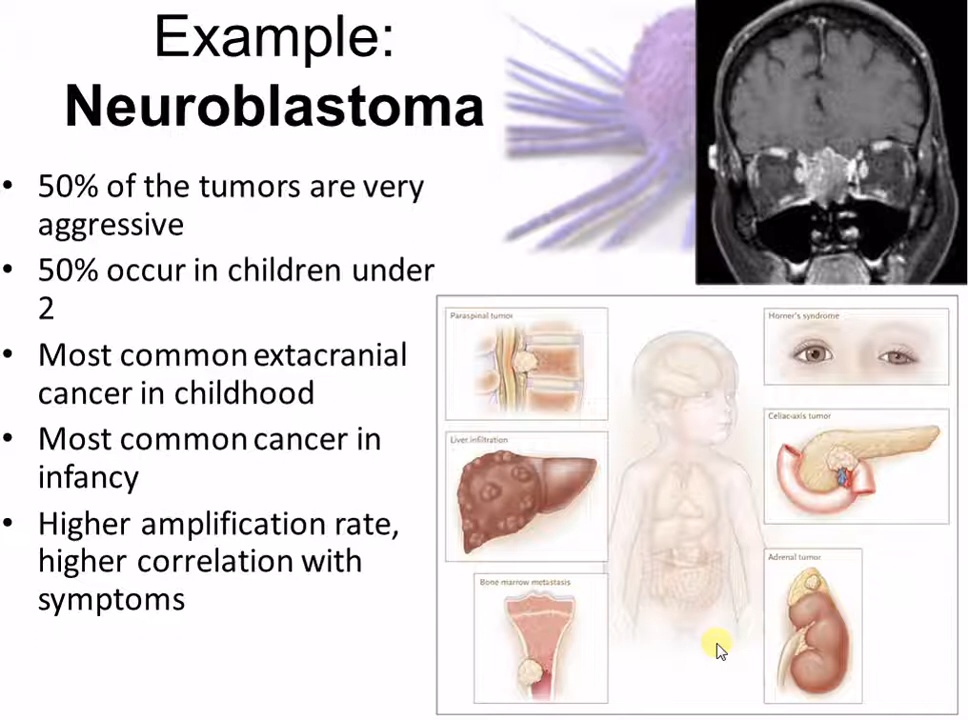 Example:
Neuroblastoma
• 50% of the tumors are very
aggressive
• 50% occur in children under
2
• Most common extacranial
cancer in childhood
• Most common cancer in
infancy
• Higher amplification rate,
higher correlation with
symptoms
Paraspinal tumor
Liver infiltration
Bone marrow metastasis
Horner's syndrome
Celiac-axis tumor
Adrenal tumor